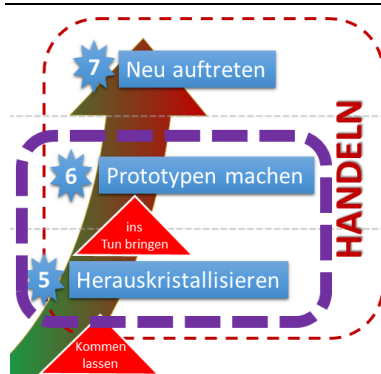 7 Neu auftreten
6 Prototypen machen
ins
Tun bringen
5 Herauskristallisieren
Kommen
lassen
HANDELN